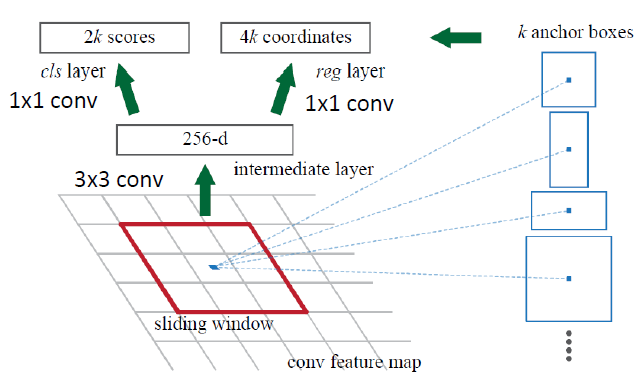 2k scores
4k coordinates
k anchor boxes
cls layer
reg layer
1x1 conv
1x1 conv
256-d
intermediate layer
3x3 conv
sliding window
conv feature map